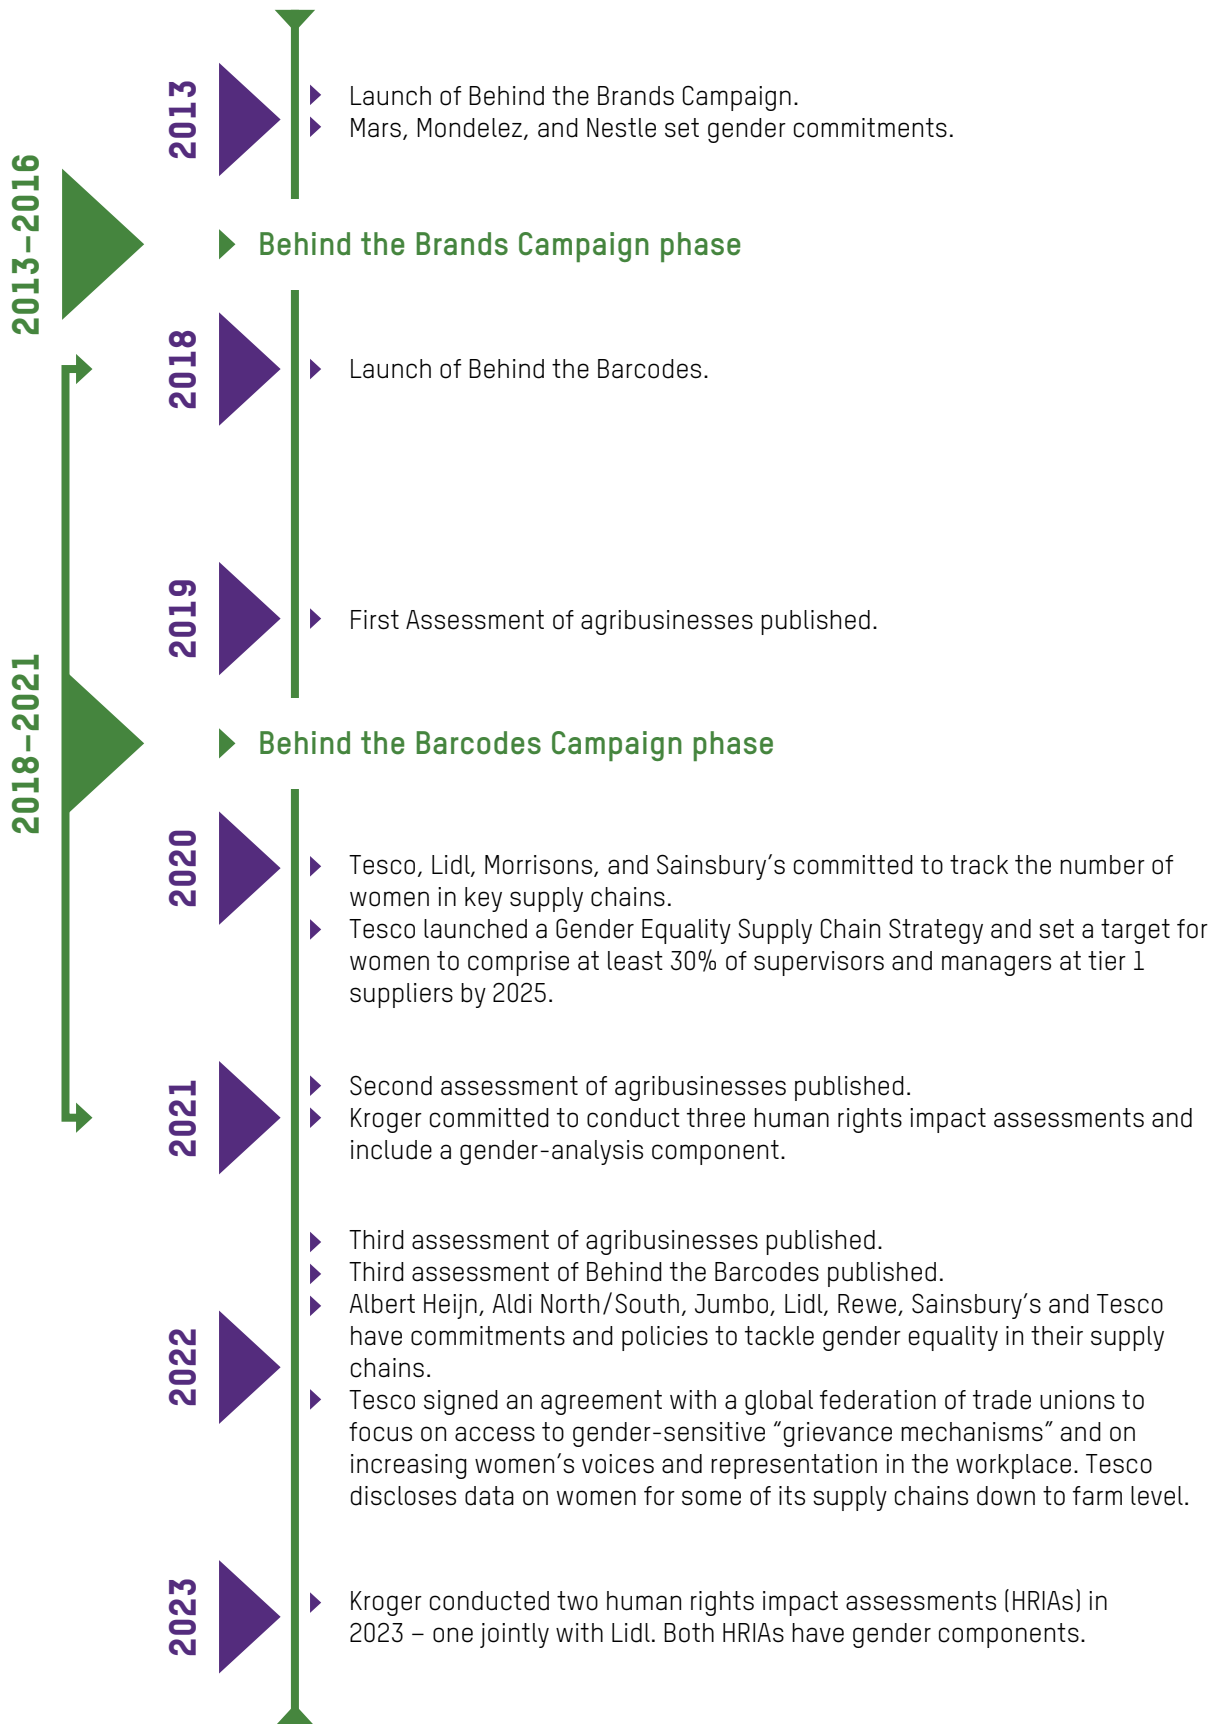 2013
Launch of Behind the Brands Campaign.
Mars, Mondelez, and Nestle set gender commitments.
2013–2016
Behind the Brands Campaign phase
2018
Launch of Behind the Barcodes.
2019
First Assessment of agribusinesses published.
2018–2021
Behind the Barcodes Campaign phase
2020
Tesco, Lidl, Morrisons, and Sainsbury’s committed to track the number of
women in key supply chains.
Tesco launched a Gender Equality Supply Chain Strategy and set a target for
women to comprise at least 30% of supervisors and managers at tier 1
suppliers by 2025.
2021
Second assessment of agribusinesses published.
Kroger committed to conduct three human rights impact assessments and
include a gender-analysis component.
2022
Third assessment of agribusinesses published.
Third assessment of Behind the Barcodes published.
Albert Heijn, Aldi North/South, Jumbo, Lidl, Rewe, Sainsbury’s and Tesco
have commitments and policies to tackle gender equality in their supply
chains.
Tesco signed an agreement with a global federation of trade unions to
focus on access to gender-sensitive “grievance mechanisms” and on
increasing women’s voices and representation in the workplace. Tesco
discloses data on women for some of its supply chains down to farm level.
2023
Kroger conducted two human rights impact assessments (HRIAs) in
2023 – one jointly with Lidl. Both HRIAs have gender components.